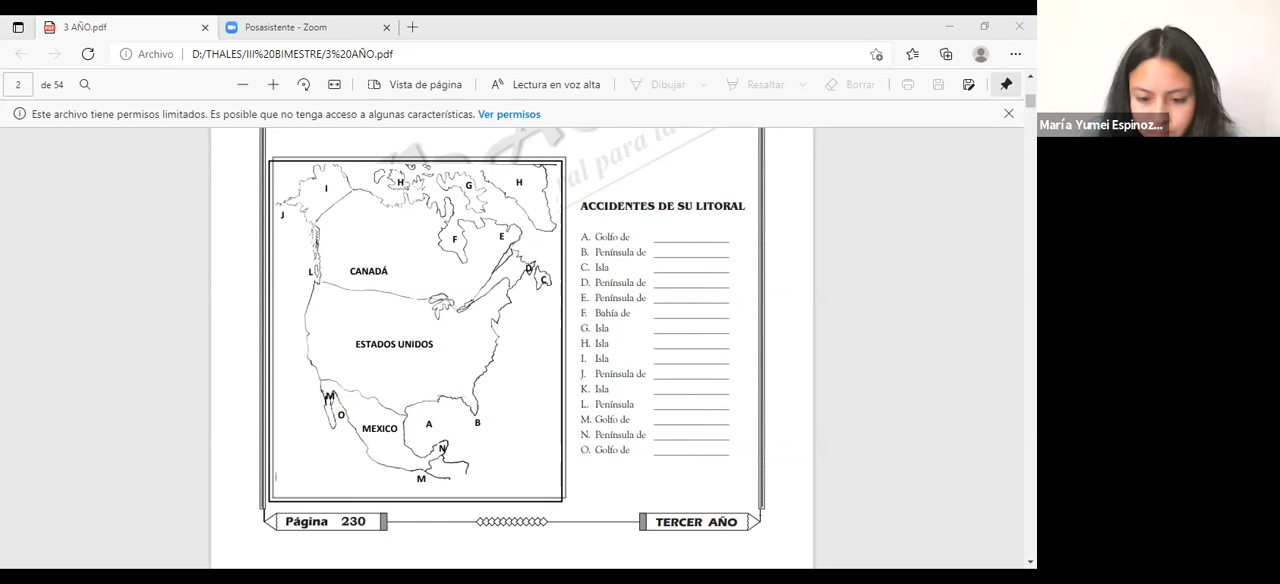 3 AÑO.pdf
Posasistente - Zoom
Archivo
D:/THALES/III%20BIMESTRE/3%20AÑO.pdf
2
de 54
Vista de página
Lectura en voz alta
Dibujar
Resaltar
Borrar
Este archivo tiene permisos limitados. Es posible que no tenga acceso a algunas características. Ver permisos
María Yumei Espinoz...
ral para la
I
H
G
H
J
F
E
L
CANADÁ
D
C
ESTADOS UNIDOS
M
O
MEXICO
A
B
N
M
ACCIDENTES DE SU LITORAL
A. Golfo de
B. Península de
C. Isla
D. Península de
E. Península de
F. Bahía de
G. Isla
H. Isla
I. Isla
J. Península de
K. Isla
L. Península
M. Golfo de
N. Península de
O. Golfo de
Página 230
TERCER AÑO